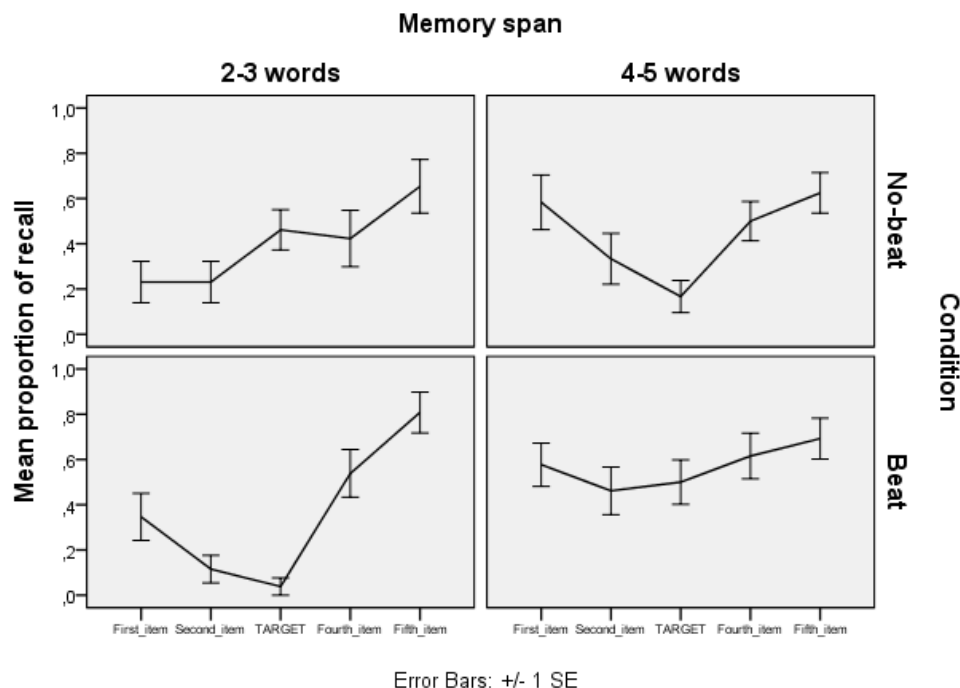 Memory span
2-3 words
4-5 words
Mean proportion of recall
1,0
,8
,6
,4
,2
,0
No-beat
1,0
,8
,6
,4
,2
,0
Beat
Condition
First_item Second_item TARGET Fourth_item Fifth_item
First_item Second_item TARGET Fourth_item Fifth_item
Error Bars: +/- 1 SE